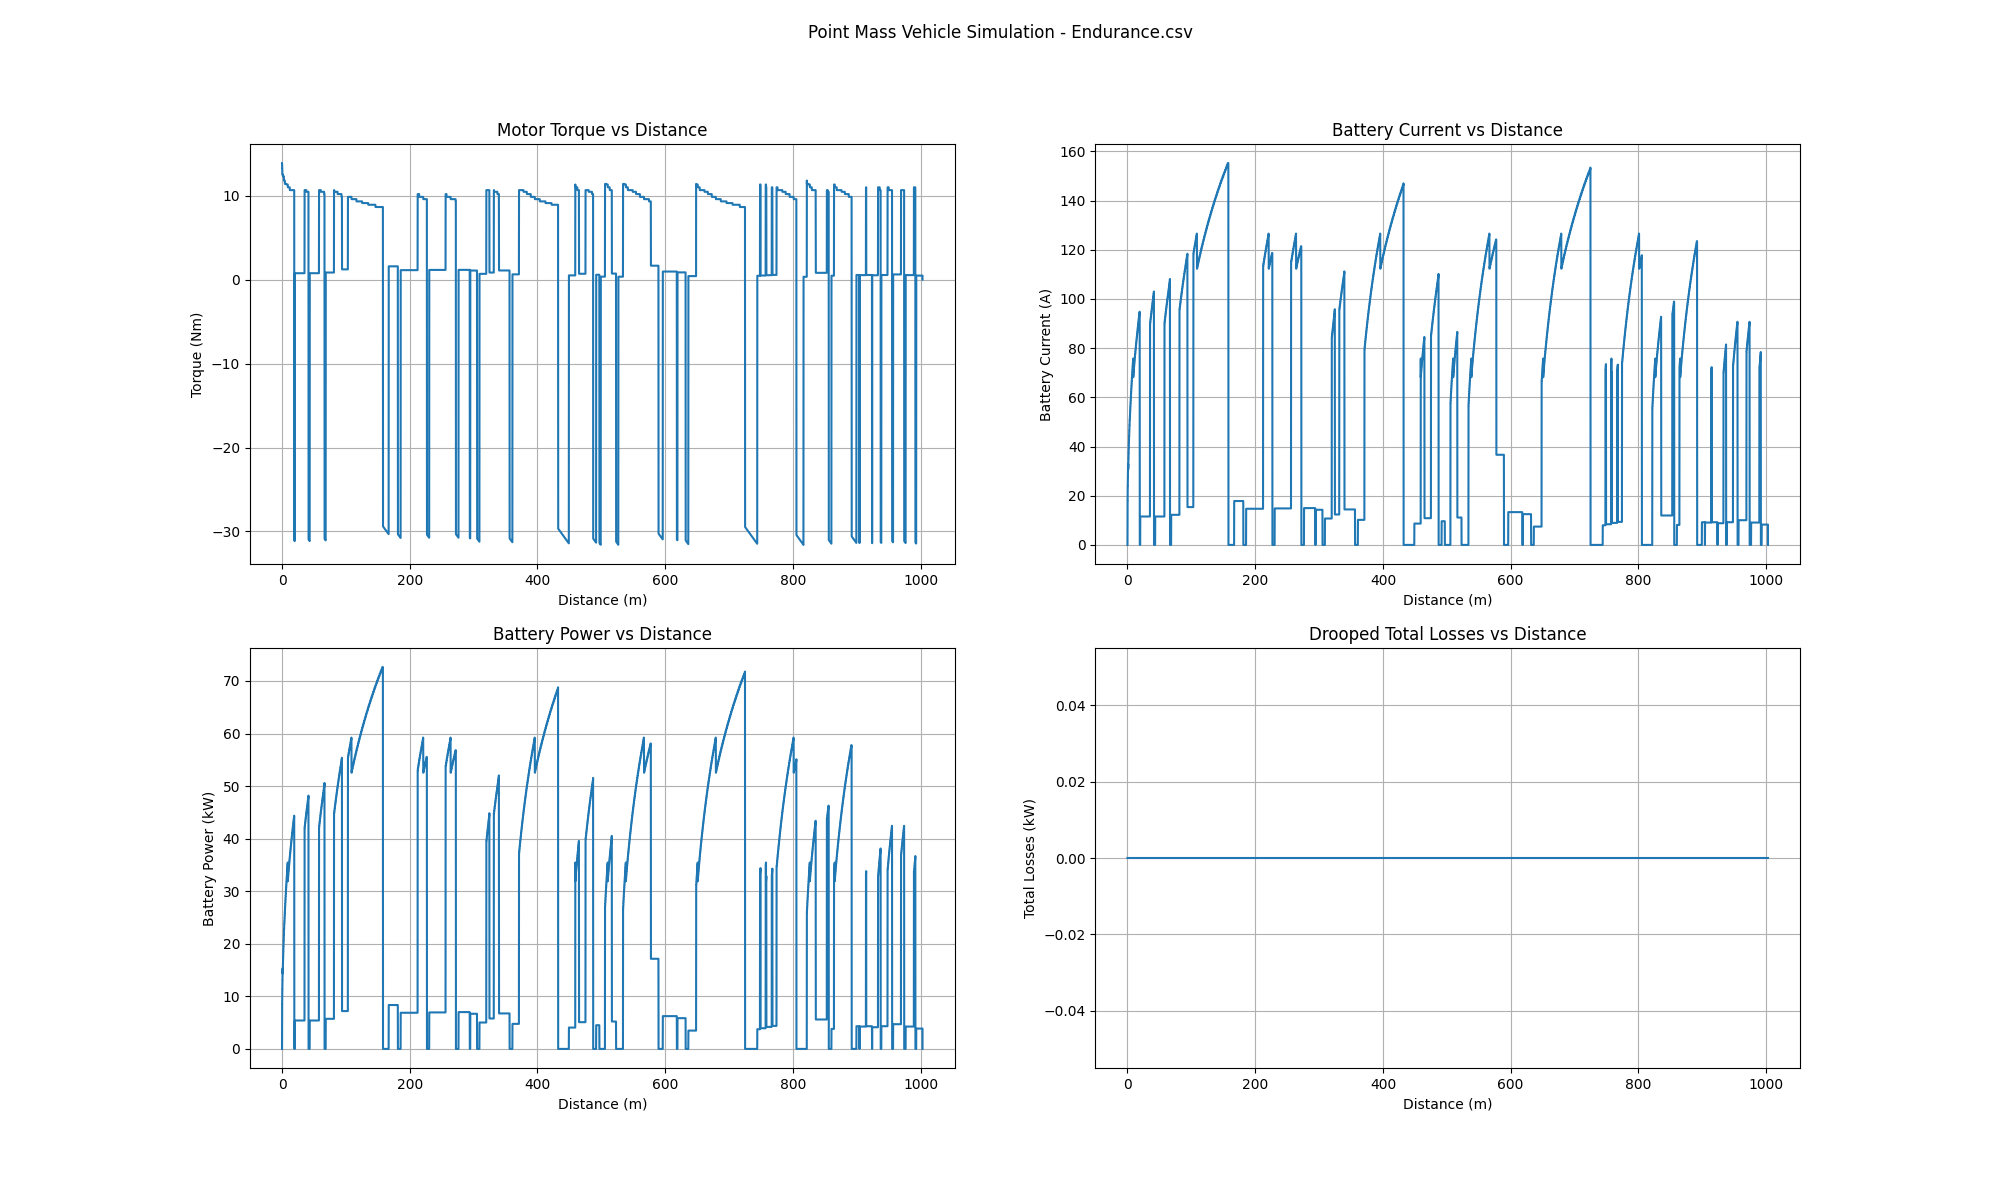 Point Mass Vehicle Simulation - Endurance.csv
Motor Torque vs Distance
Torque (Nm)
10
0
−10
−20
−30
0 200 400 600 800 1000
Distance (m)
Battery Current vs Distance
Battery Current (A)
160
140
120
100
80
60
40
20
0
0 200 400 600 800 1000
Distance (m)
Battery Power vs Distance
Battery Power (kW)
70
60
50
40
30
20
10
0
0 200 400 600 800 1000
Distance (m)
Drooped Total Losses vs Distance
Total Losses (kW)
0.04
0.02
0.00
−0.02
−0.04
0 200 400 600 800 1000
Distance (m)